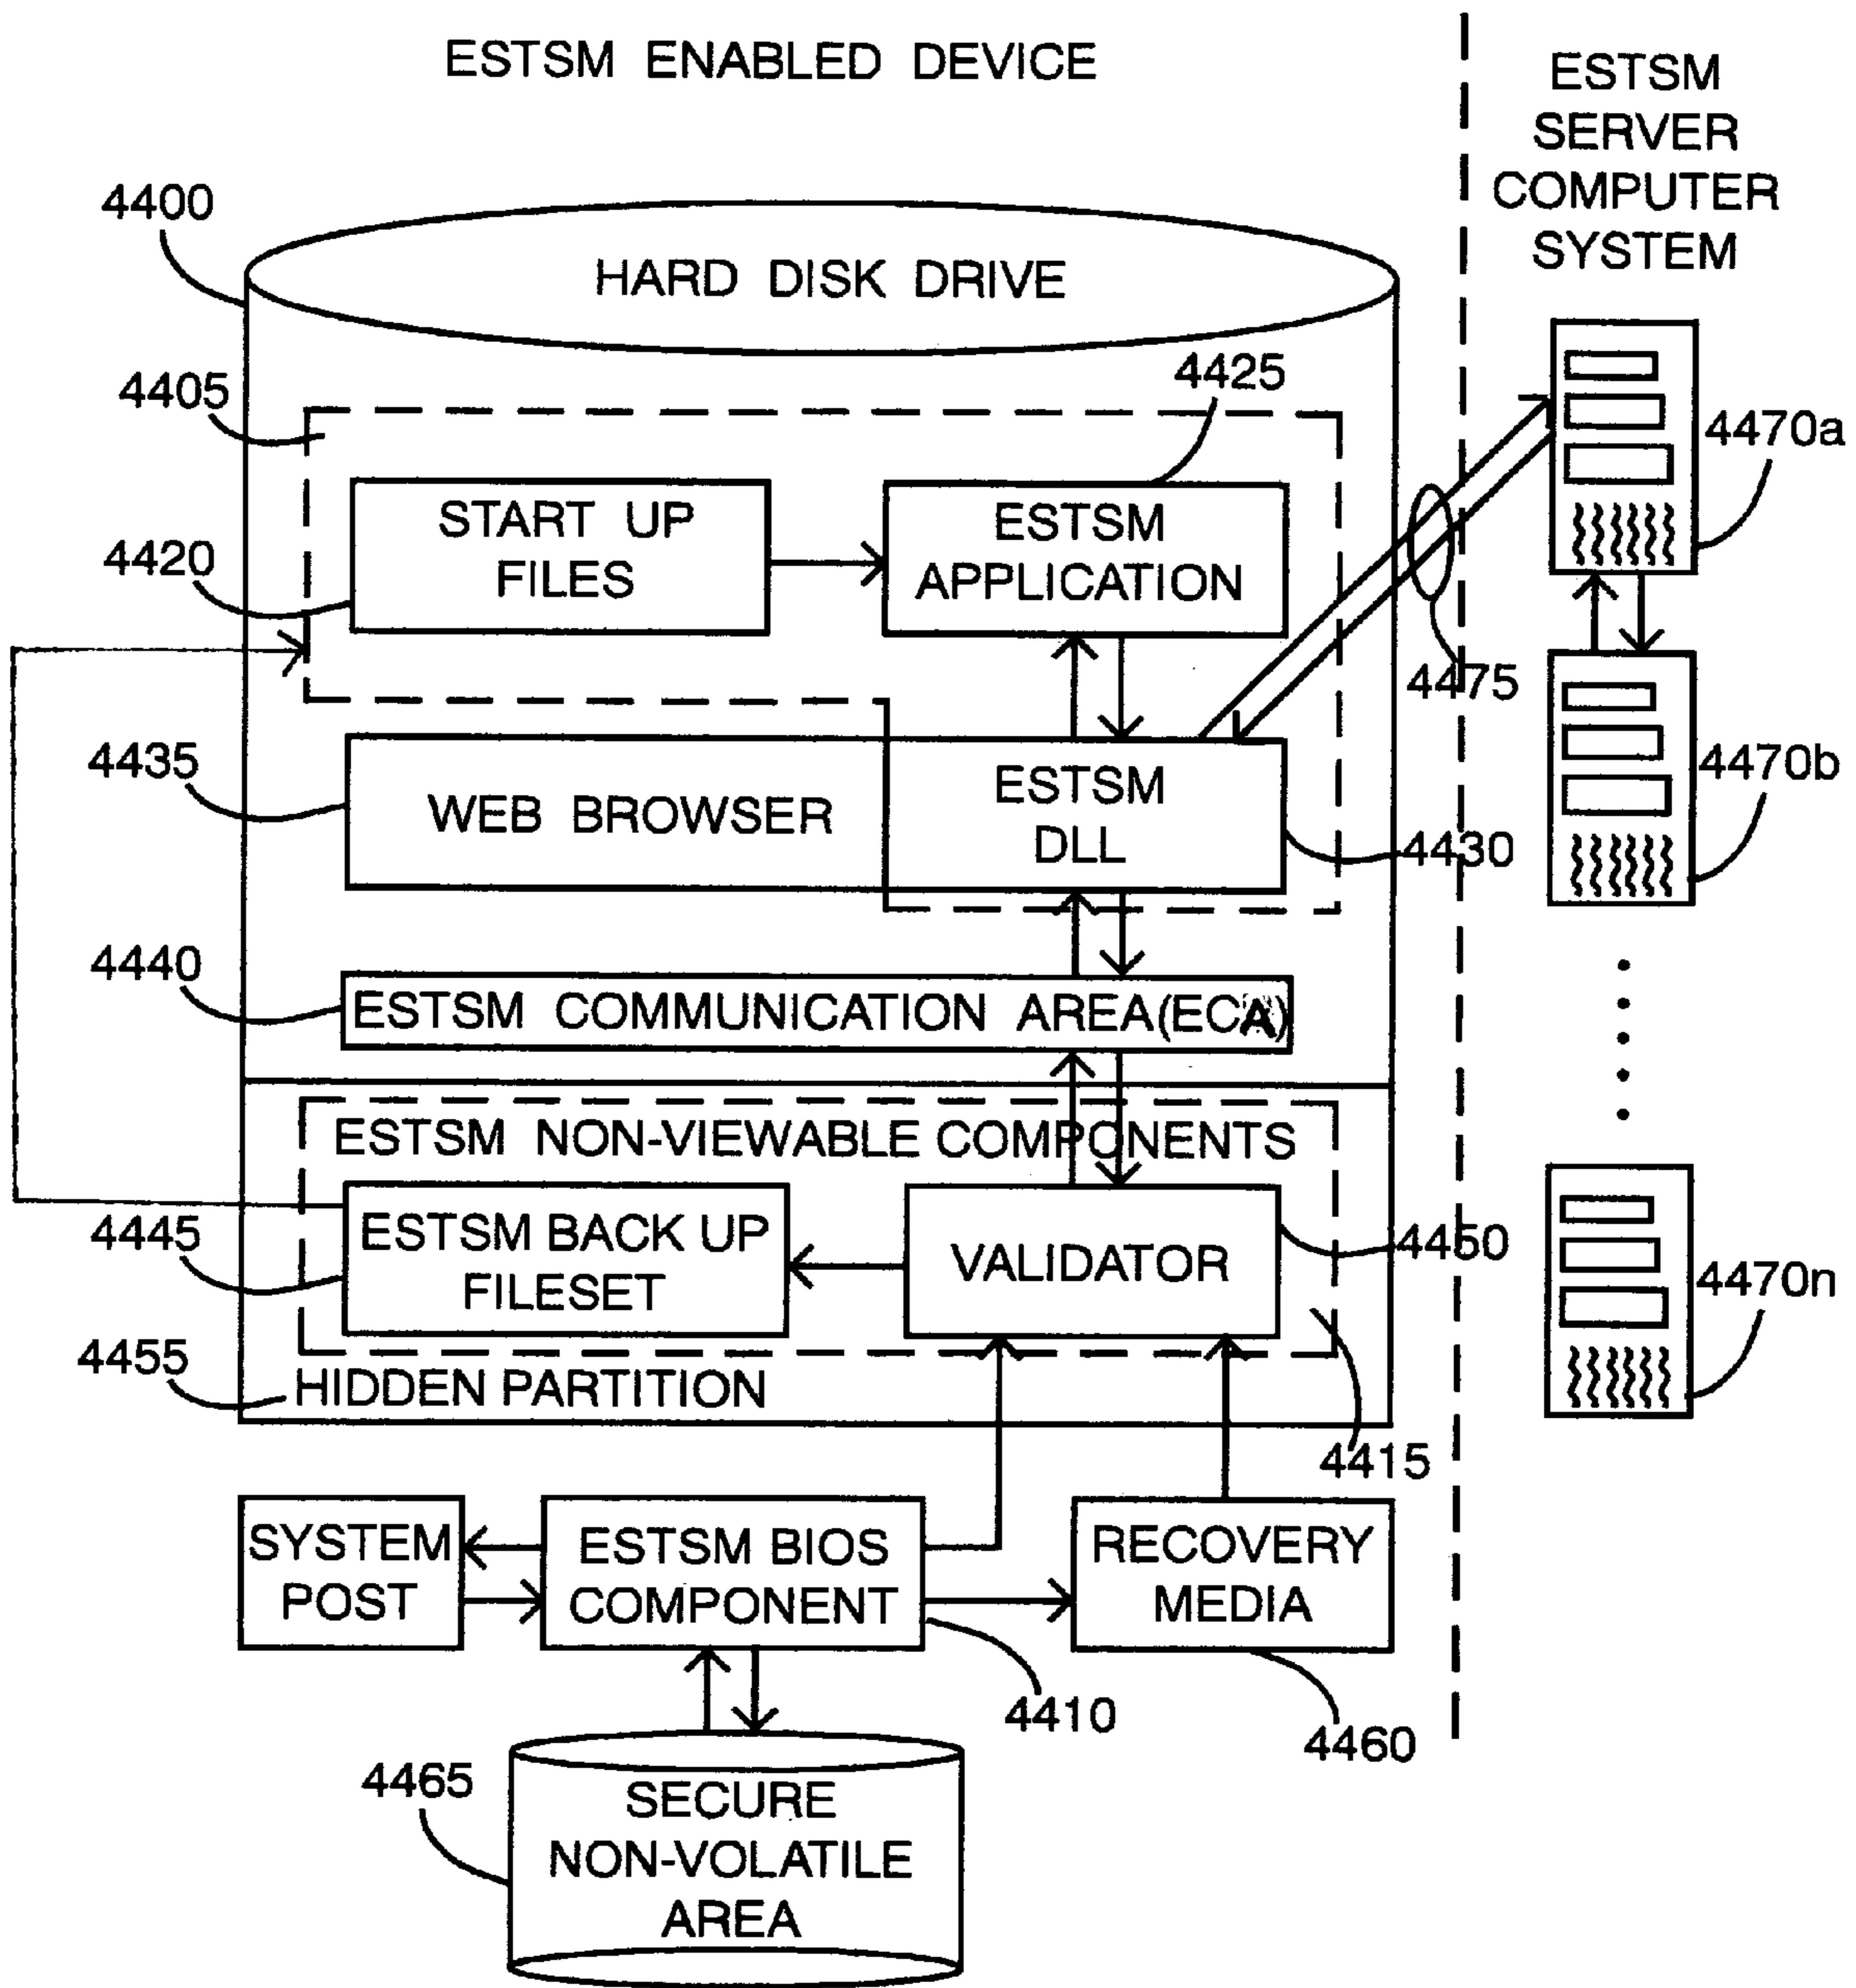 ESTSM ENABLED DEVICE
ESTSM
SERVER
COMPUTER
SYSTEM
4400
HARD DISK DRIVE
4405
4425
4470a
START UP
FILES
ESTSM
APPLICATION
4420
4475
4435
WEB BROWSER
ESTSM
DLL
4430
4470b
4440
ESTSM COMMUNICATION AREA(ECA)
ESTSM NON-VIEWABLE COMPONENTS
4445
ESTSM BACK UP
FILESET
VALIDATOR
4450
4470n
4455
HIDDEN PARTITION
4415
SYSTEM
POST
ESTSM BIOS
COMPONENT
RECOVERY
MEDIA
4410
4460
4465
SECURE
NON-VOLATILE
AREA